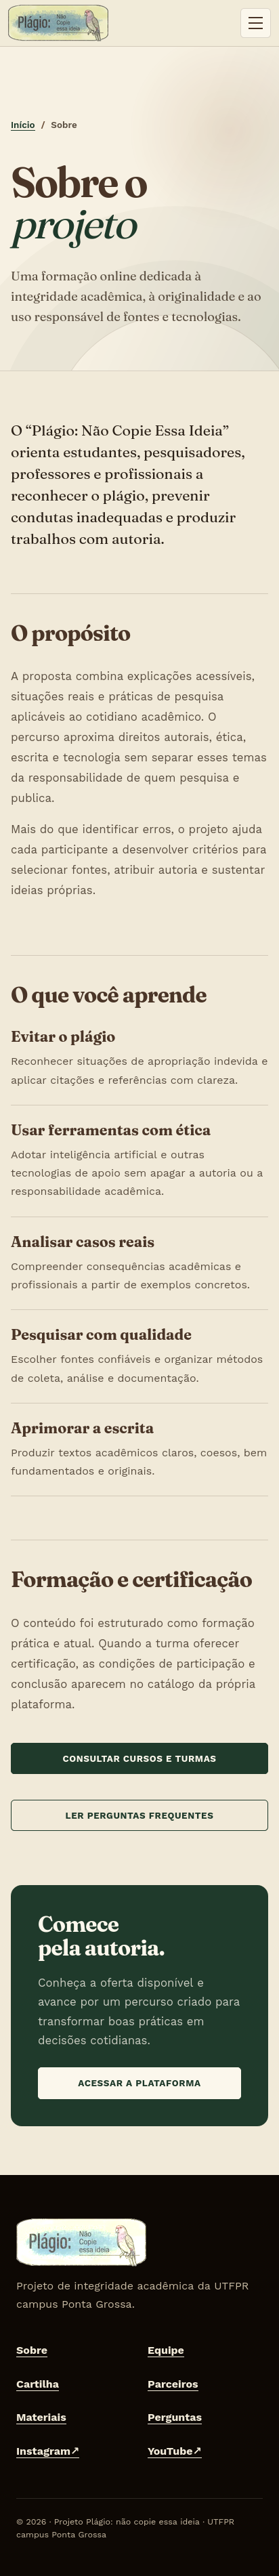 Plágio:
Não
Copie
essa ideia
Início / Sobre
Sobre o
projeto
Uma formação online dedicada à
integridade acadêmica, à originalidade e ao
uso responsável de fontes e tecnologias.
O “Plágio: Não Copie Essa Ideia”
orienta estudantes, pesquisadores,
professores e profissionais a
reconhecer o plágio, prevenir
condutas inadequadas e produzir
trabalhos com autoria.
O propósito
A proposta combina explicações acessíveis,
situações reais e práticas de pesquisa
aplicáveis ao cotidiano acadêmico. O
percurso aproxima direitos autorais, ética,
escrita e tecnologia sem separar esses temas
da responsabilidade de quem pesquisa e
publica.
Mais do que identificar erros, o projeto ajuda
cada participante a desenvolver critérios para
selecionar fontes, atribuir autoria e sustentar
ideias próprias.
O que você aprende
Evitar o plágio
Reconhecer situações de apropriação indevida e
aplicar citações e referências com clareza.
Usar ferramentas com ética
Adotar inteligência artificial e outras
tecnologias de apoio sem apagar a autoria ou a
responsabilidade acadêmica.
Analisar casos reais
Compreender consequências acadêmicas e
profissionais a partir de exemplos concretos.
Pesquisar com qualidade
Escolher fontes confiáveis e organizar métodos
de coleta, análise e documentação.
Aprimorar a escrita
Produzir textos acadêmicos claros, coesos, bem
fundamentados e originais.
Formação e certificação
O conteúdo foi estruturado como formação
prática e atual. Quando a turma oferecer
certificação, as condições de participação e
conclusão aparecem no catálogo da própria
plataforma.
CONSULTAR CURSOS E TURMAS
LER PERGUNTAS FREQUENTES
Comece
pela autoria.
Conheça a oferta disponível e
avance por um percurso criado para
transformar boas práticas em
decisões cotidianas.
ACESSAR A PLATAFORMA
Plágio:
Não
Copie
essa ideia
Projeto de integridade acadêmica da UTFPR
campus Ponta Grossa.
Sobre Equipe
Cartilha Parceiros
Materiais Perguntas
Instagram↗ YouTube↗
© 2026 · Projeto Plágio: não copie essa ideia · UTFPR
campus Ponta Grossa